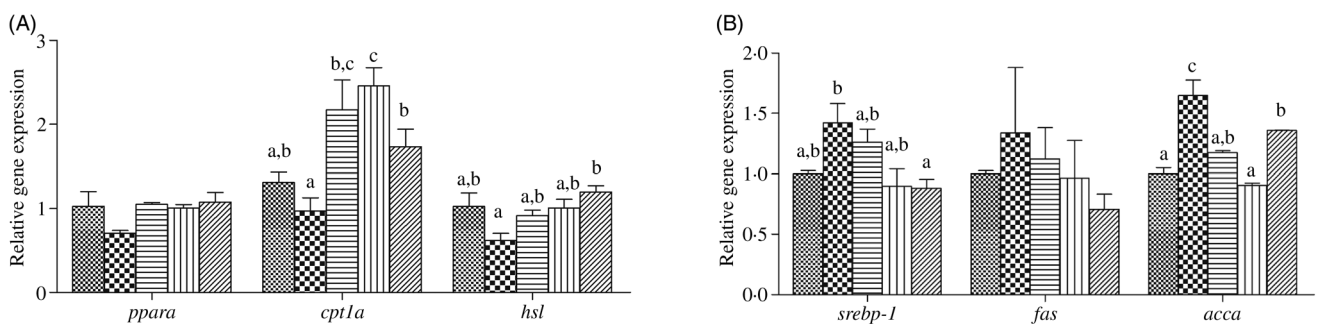 (A)
Relative gene expression
3
2
1
0
a,b
a
b,c
c
b
a,b
a
a,b
a,b
b
ppara
cpt1a
hsl
(B)
Relative gene expression
2·0
1·5
1·0
0·5
0·0
a,b
b
a,b
a,b
a
a
c
a,b
a
b
srebp-1
fas
acca